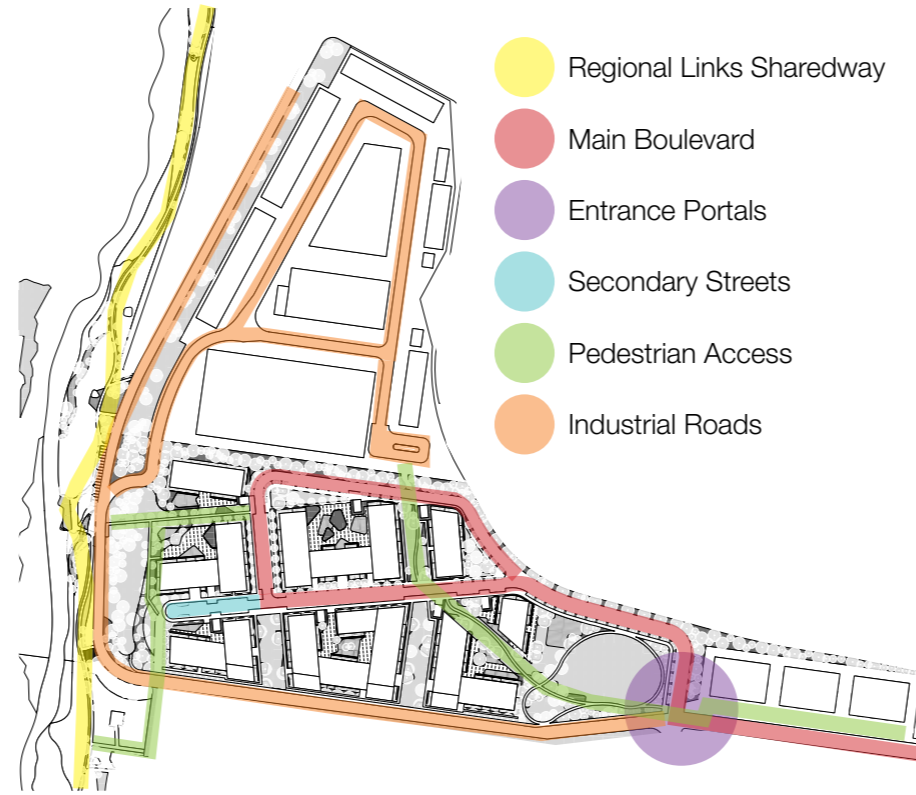 Regional Links Sharedway
Main Boulevard
Entrance Portals
Secondary Streets
Pedestrian Access
Industrial Roads